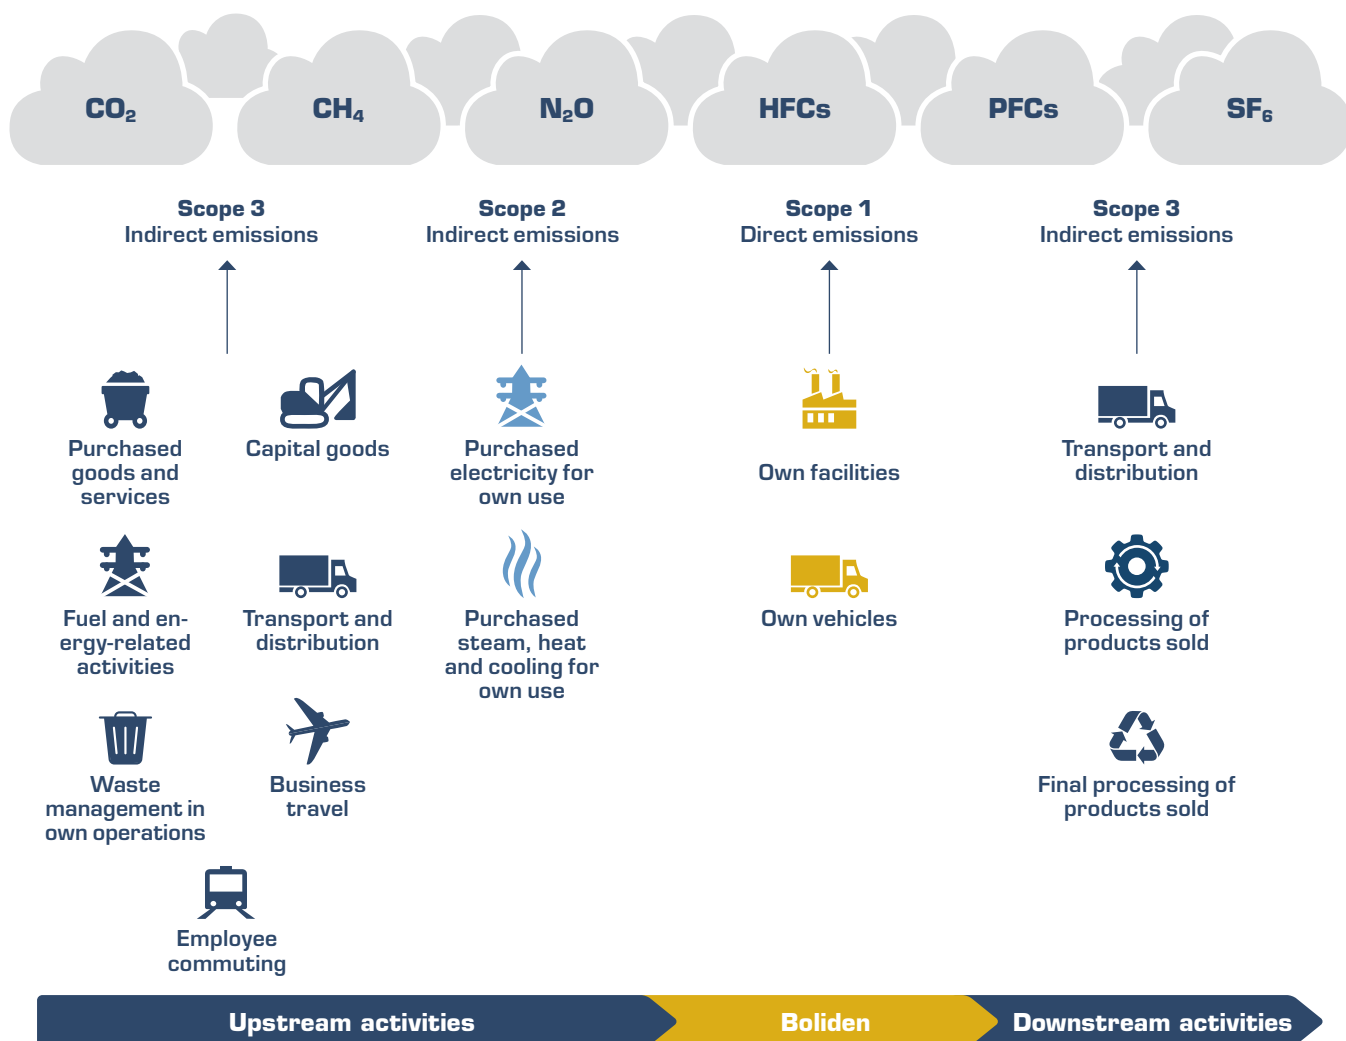 CO₂
CH₄
N₂O
HFCs
PFCs
SF₆
Scope 3
Indirect emissions
Scope 2
Indirect emissions
Scope 1
Direct emissions
Scope 3
Indirect emissions
Purchased
goods and
services
Capital goods
Purchased
electricity for
own use
Own facilities
Transport and
distribution
Fuel and en-
ergy-related
activities
Transport and
distribution
Purchased
steam, heat
and cooling for
own use
Own vehicles
Processing of
products sold
Waste
management in
own operations
Business
travel
Final processing of
products sold
Employee
commuting
Upstream activities
Boliden
Downstream activities